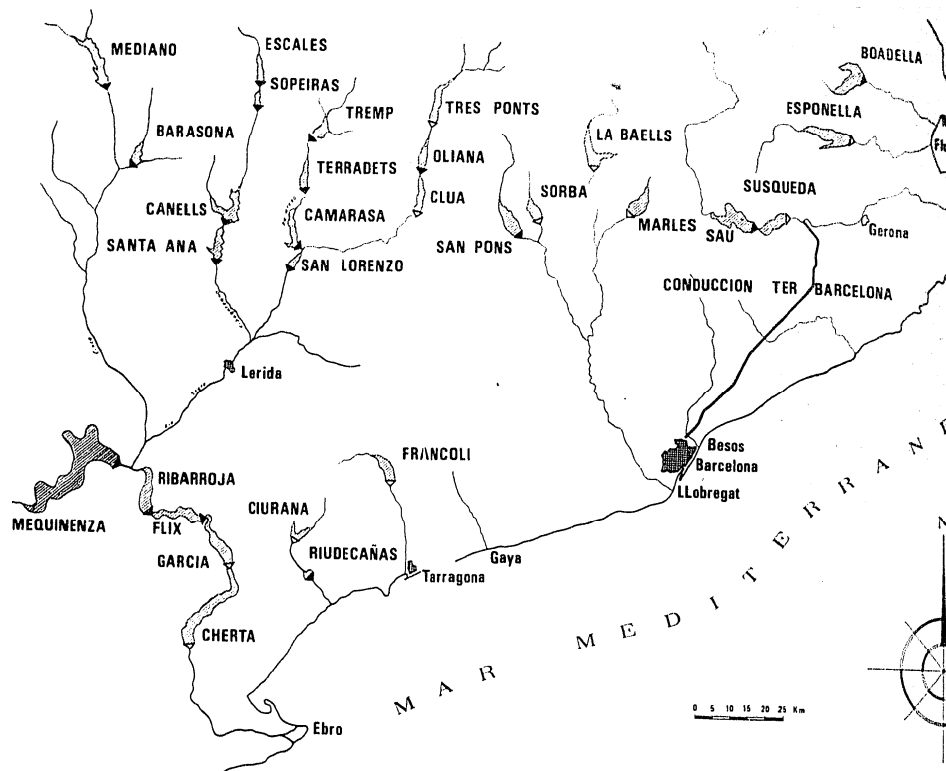 MEDIANO
ESCALES
BOADELLA
SOPEIRAS
TREMP
TRES PONTS
ESPONELLA
BARASONA
LA BAELLS
TERRADETS
OLIANA
SUSQUEDA
CANELLS
CAMARASA
CLUA
SORBA
MARLES
SAU
Gerona
SANTA ANA
SAN LORENZO
SAN PONS
CONDUCCION TER BARCELONA
Lerida
Besos
Barcelona
LLobregat
RIBARROJA
FRANCOLI
MEQUINENZA
FLIX
CIURANA
GARCIA
RIUDECAÑAS
Gaya
Tarragona
CHERTA
Ebro
MAR MEDITERRANE
0 5 10 15 20 25 Km